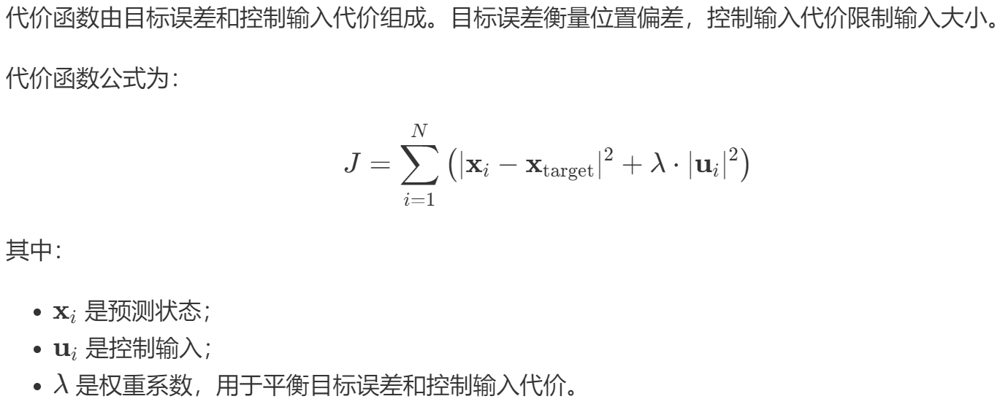 代价函数由目标误差和控制输入代价组成。目标误差衡量位置偏差，控制输入代价限制输入大小。
代价函数公式为：
$$J = \sum_{i=1}^{N} \left( |\mathbf{x}_i - \mathbf{x}_{\text{target}}|^2 + \lambda \cdot |\mathbf{u}_i|^2 \right)$$
其中：
• $\mathbf{x}_i$ 是预测状态；
• $\mathbf{u}_i$ 是控制输入；
• $\lambda$ 是权重系数，用于平衡目标误差和控制输入代价。